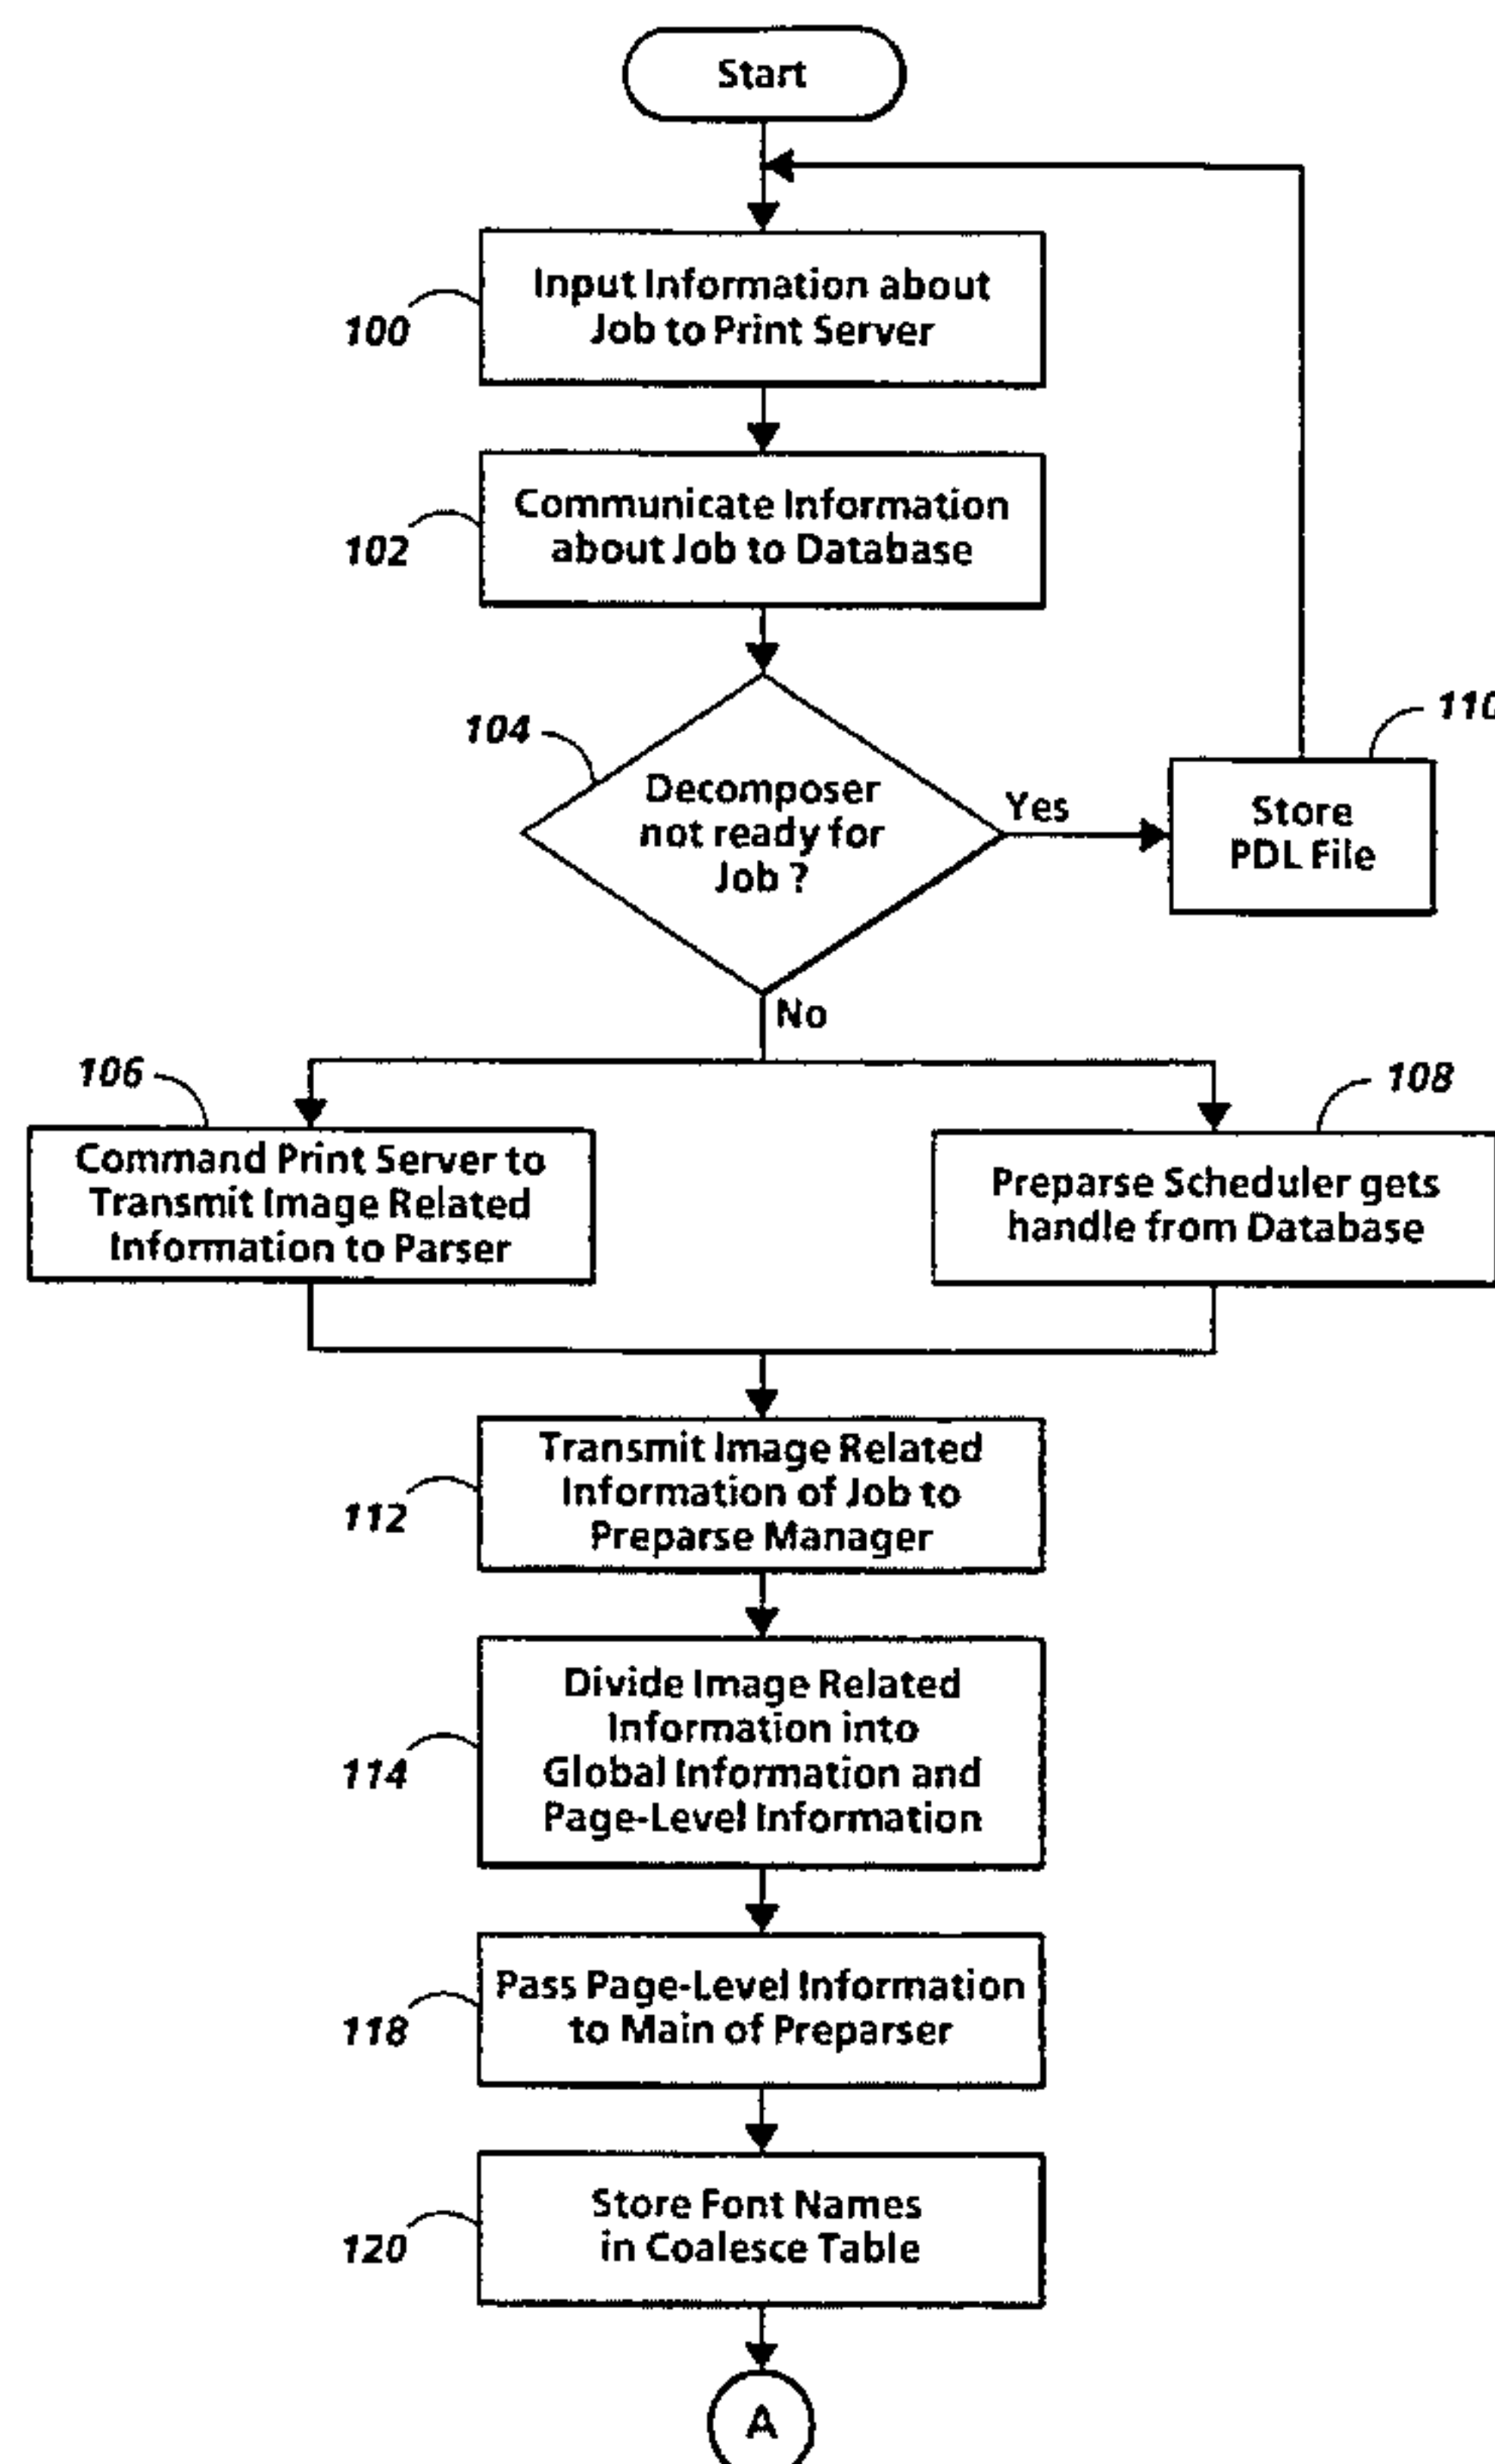 Start
Input Information about
Job to Print Server
100
Communicate Information
about Job to Database
102
104
Decomposer
not ready for
Job ?
Yes
110
Store
PDL File
No
106
Command Print Server to
Transmit Image Related
Information to Parser
108
Preparse Scheduler gets
handle from Database
Transmit Image Related
Information of Job to
Preparse Manager
112
Divide Image Related
Information into
Global Information and
Page-Level Information
114
Pass Page-Level Information
to Main of Preparser
118
Store Font Names
in Coalesce Table
120
A